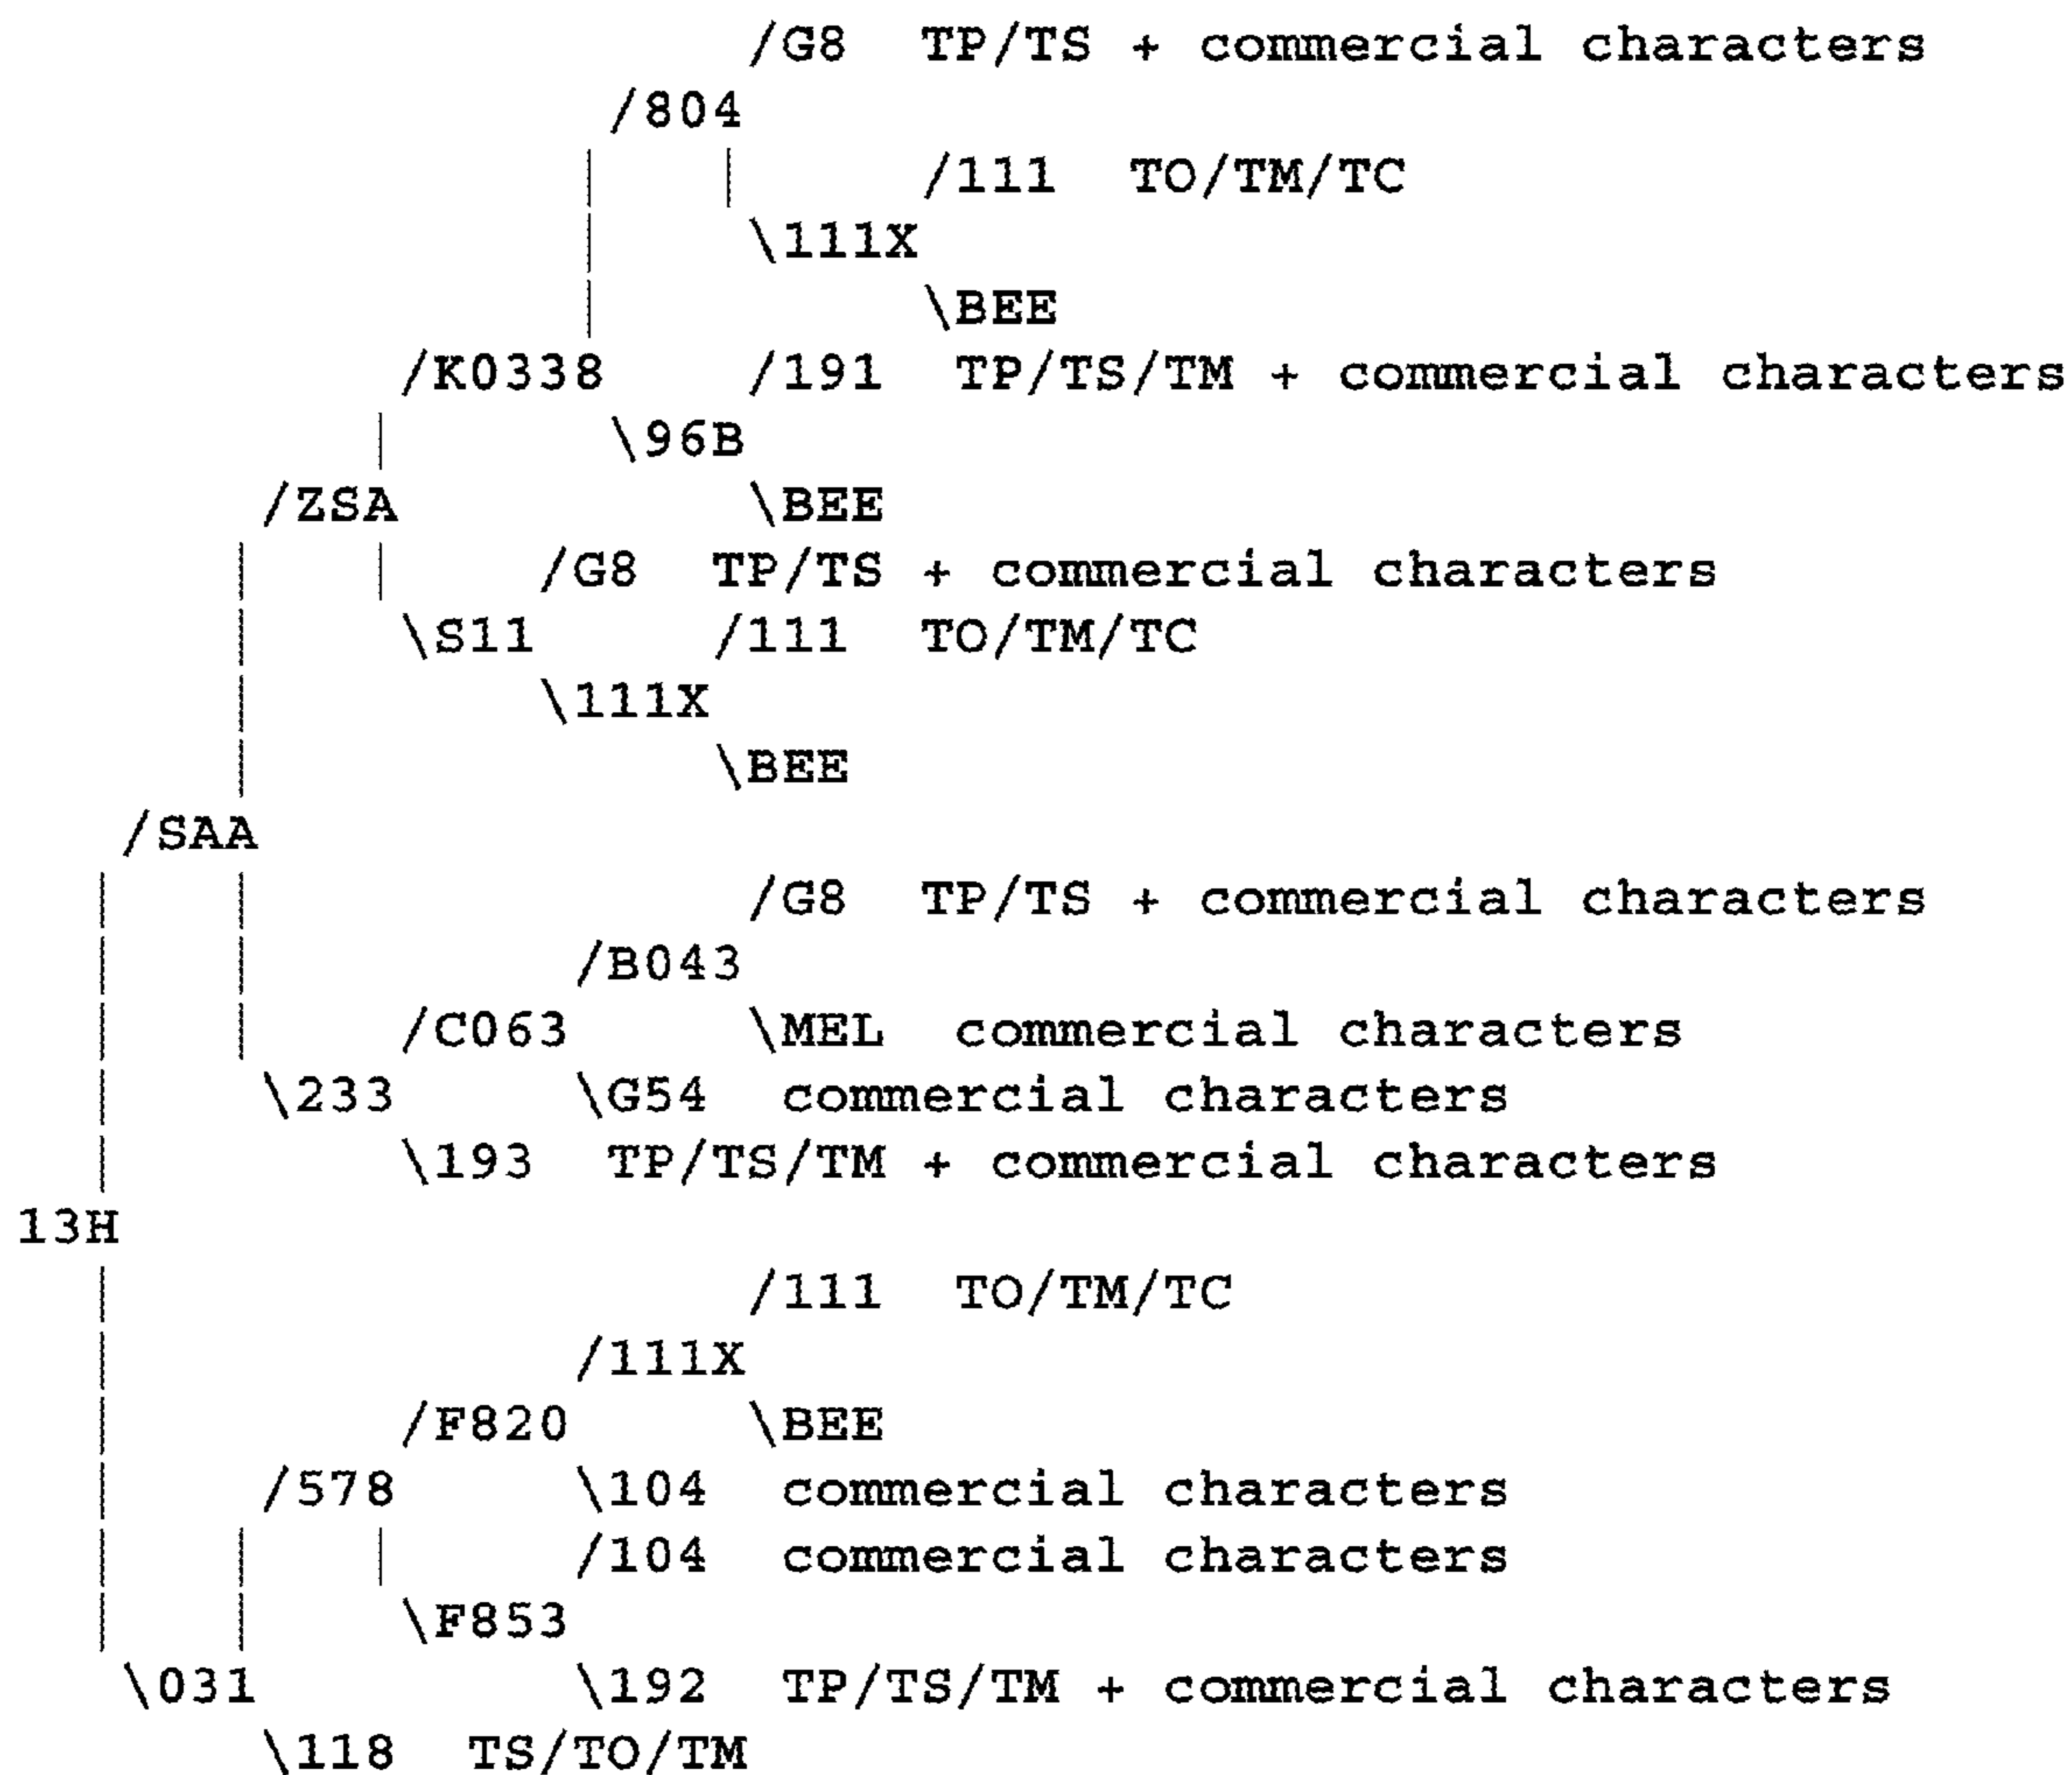 /G8 TP/TS + commercial characters
/804
| | /111 TO/TM/TC
| \111X
| \BEE
/K0338 /191 TP/TS/TM + commercial characters
| \96B
/ZSA \BEE
| | /G8 TP/TS + commercial characters
| \S11 /111 TO/TM/TC
| \111X
| \BEE
/SAA
| | /G8 TP/TS + commercial characters
| | /B043
| | /C063 \MEL commercial characters
| \233 \G54 commercial characters
| \193 TP/TS/TM + commercial characters
13H
| /111 TO/TM/TC
| /111X
| /F820 \BEE
| /578 \104 commercial characters
| | | /104 commercial characters
| | \F853
\031 \192 TP/TS/TM + commercial characters
\118 TS/TO/TM